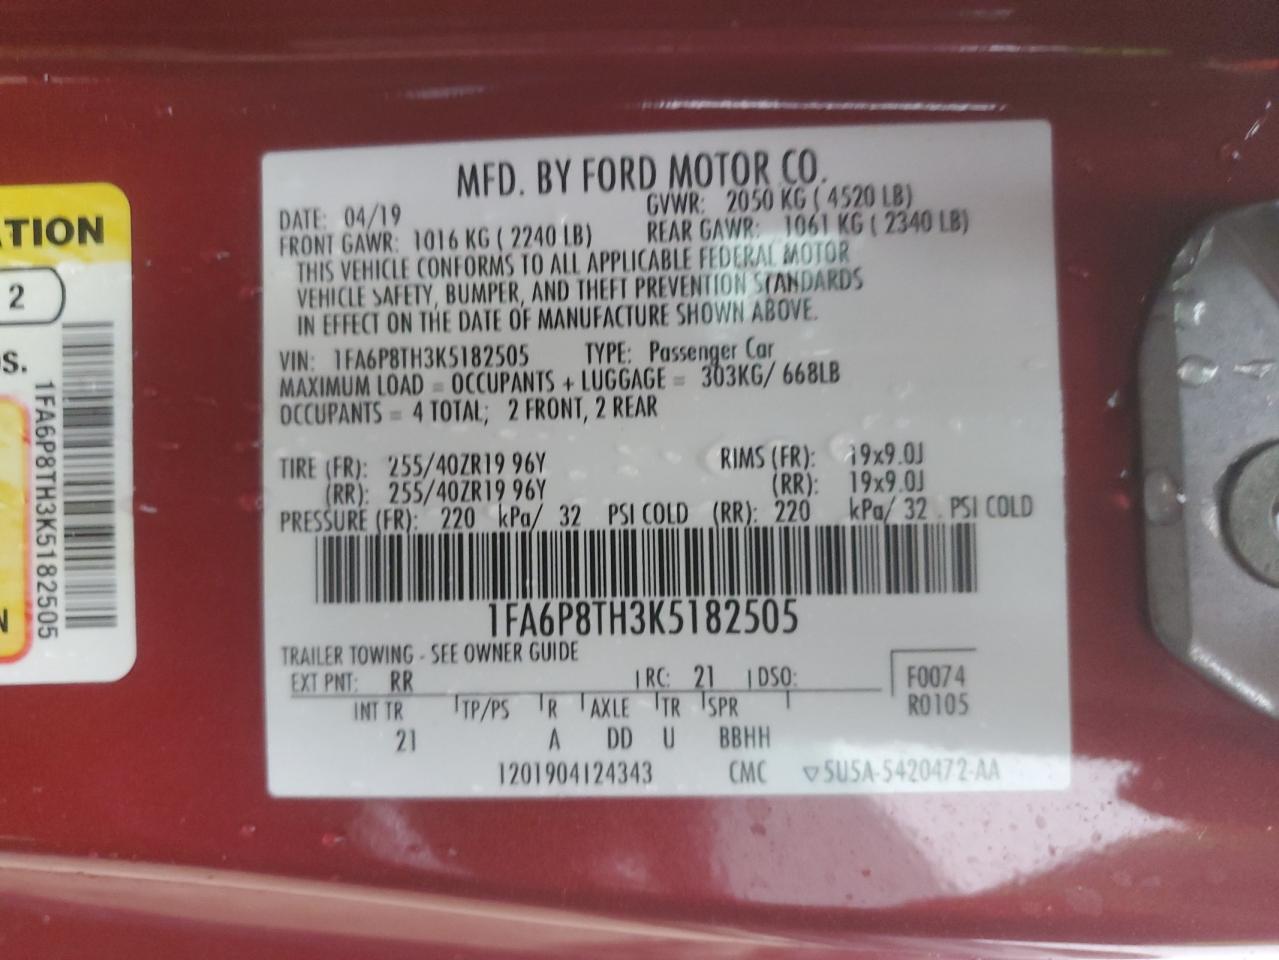 ATION
2
S.
1FA6P8TH3K5182505
N
MFD. BY FORD MOTOR CO.
DATE: 04/19 GVWR: 2050 KG ( 4520 LB)
FRONT GAWR: 1016 KG ( 2240 LB) REAR GAWR: 1061 KG ( 2340 LB)
THIS VEHICLE CONFORMS TO ALL APPLICABLE FEDERAL MOTOR
VEHICLE SAFETY, BUMPER, AND THEFT PREVENTION STANDARDS
IN EFFECT ON THE DATE OF MANUFACTURE SHOWN ABOVE.
VIN: 1FA6P8TH3K5182505 TYPE: Passenger Car
MAXIMUM LOAD = OCCUPANTS + LUGGAGE = 303KG/ 668LB
OCCUPANTS = 4 TOTAL; 2 FRONT, 2 REAR
TIRE (FR): 255/40ZR19 96Y RIMS (FR): 19x9.0J
(RR): 255/40ZR19 96Y (RR): 19x9.0J
PRESSURE (FR): 220 kPa/ 32 PSI COLD (RR): 220 kPa/ 32 PSI COLD
1FA6P8TH3K5182505
TRAILER TOWING - SEE OWNER GUIDE
EXT PNT: RR RC: 21 DSO: F0074
INT TR TP/PS R AXLE TR SPR R0105
21 A DD U BBHH
1201904124343 CMC ▽5U5A-5420472-AA